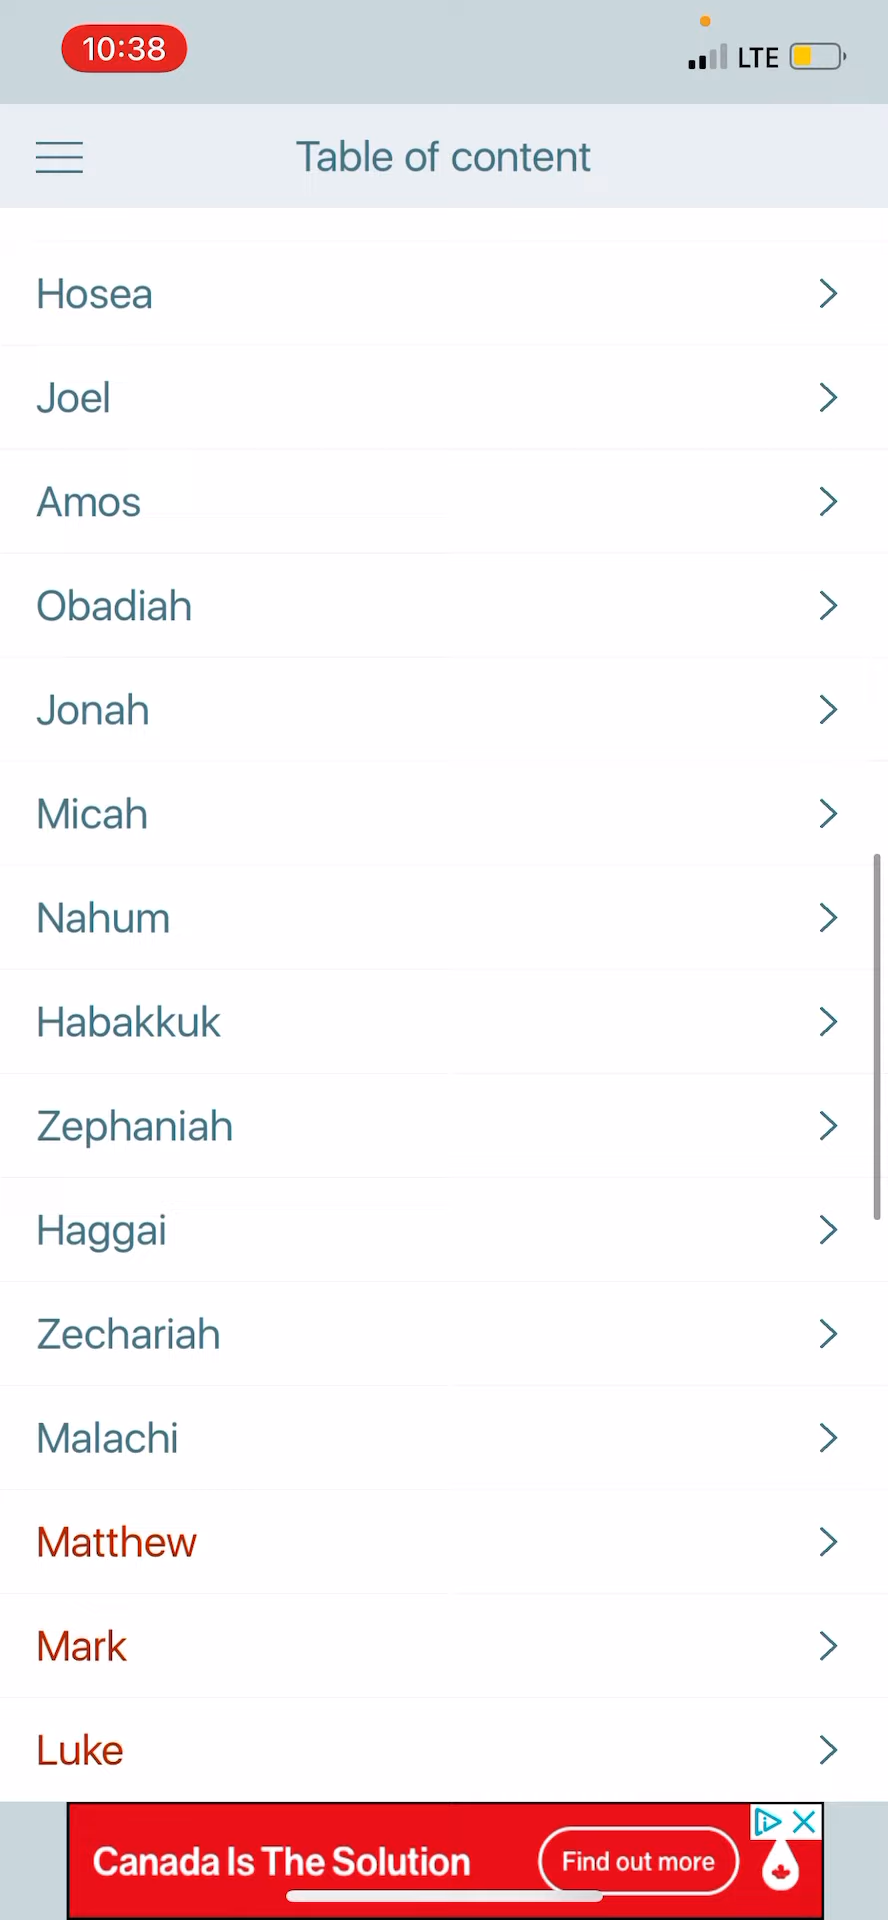 10:38
LTE
Table of content
Hosea
Joel
Amos
Obadiah
Jonah
Micah
Nahum
Habakkuk
Zephaniah
Haggai
Zechariah
Malachi
Matthew
Mark
Luke
Canada Is The Solution
Find out more